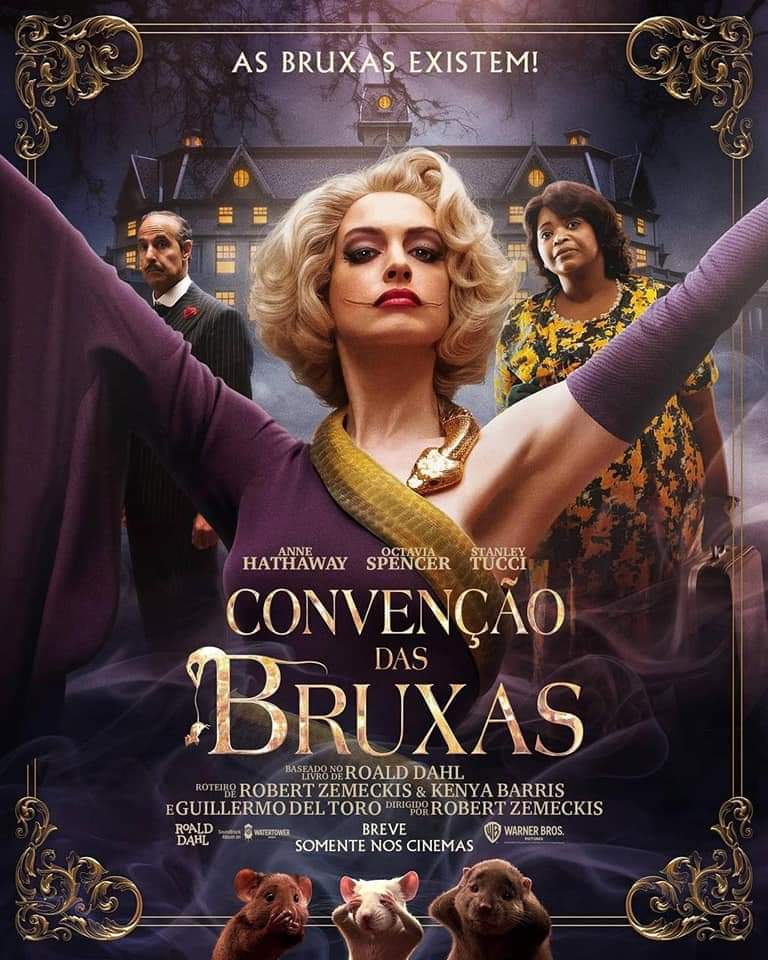 AS BRUXAS EXISTEM!
ANNE HATHAWAY OCTAVIA SPENCER STANLEY TUCCI
CONVENÇÃO
DAS
BRUXAS
BASEADO NO LIVRO DE ROALD DAHL
ROTEIRO DE ROBERT ZEMECKIS & KENYA BARRIS
E GUILLERMO DEL TORO DIRIGIDO POR ROBERT ZEMECKIS
ROALD DAHL WATERTOWER WARNER BROS. PICTURES
BREVE
SOMENTE NOS CINEMAS